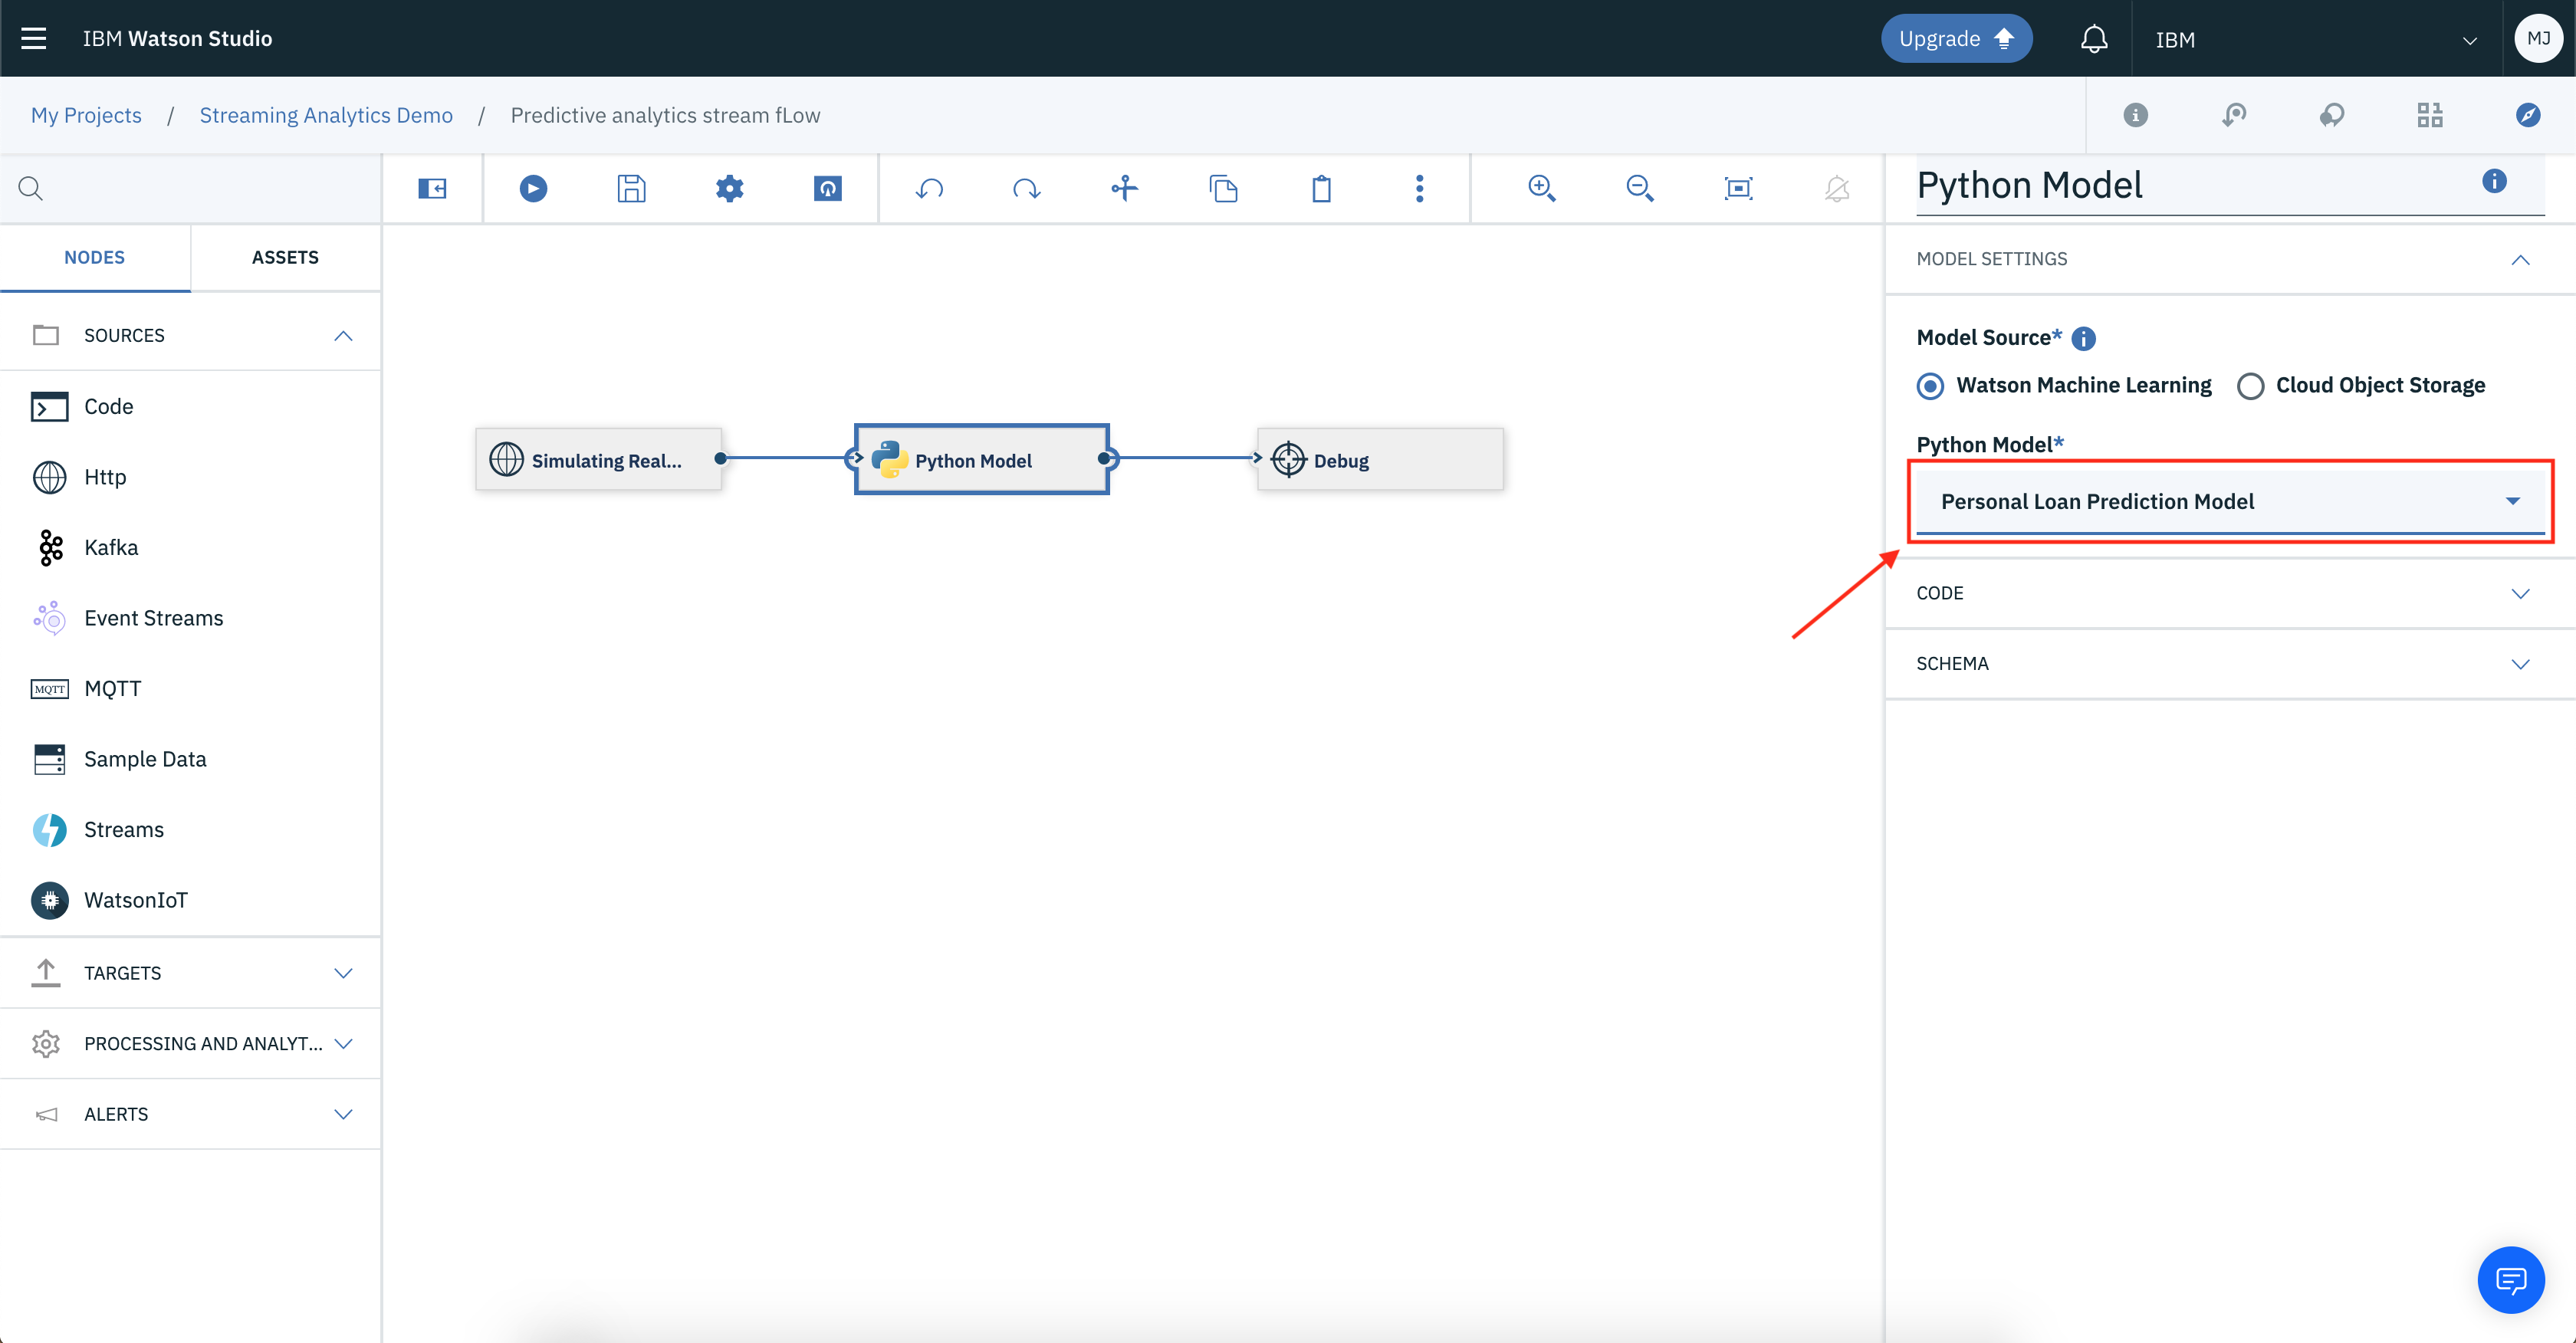 IBM Watson Studio
Upgrade
IBM
MJ
My Projects / Streaming Analytics Demo / Predictive analytics stream fLow
NODES
ASSETS
SOURCES
Code
Http
Kafka
Event Streams
MQTT MQTT
Sample Data
Streams
WatsonIoT
TARGETS
PROCESSING AND ANALYT...
ALERTS
Simulating Real...
Python Model
Debug
Python Model
MODEL SETTINGS
Model Source*
Watson Machine Learning
Cloud Object Storage
Python Model*
Personal Loan Prediction Model
CODE
SCHEMA